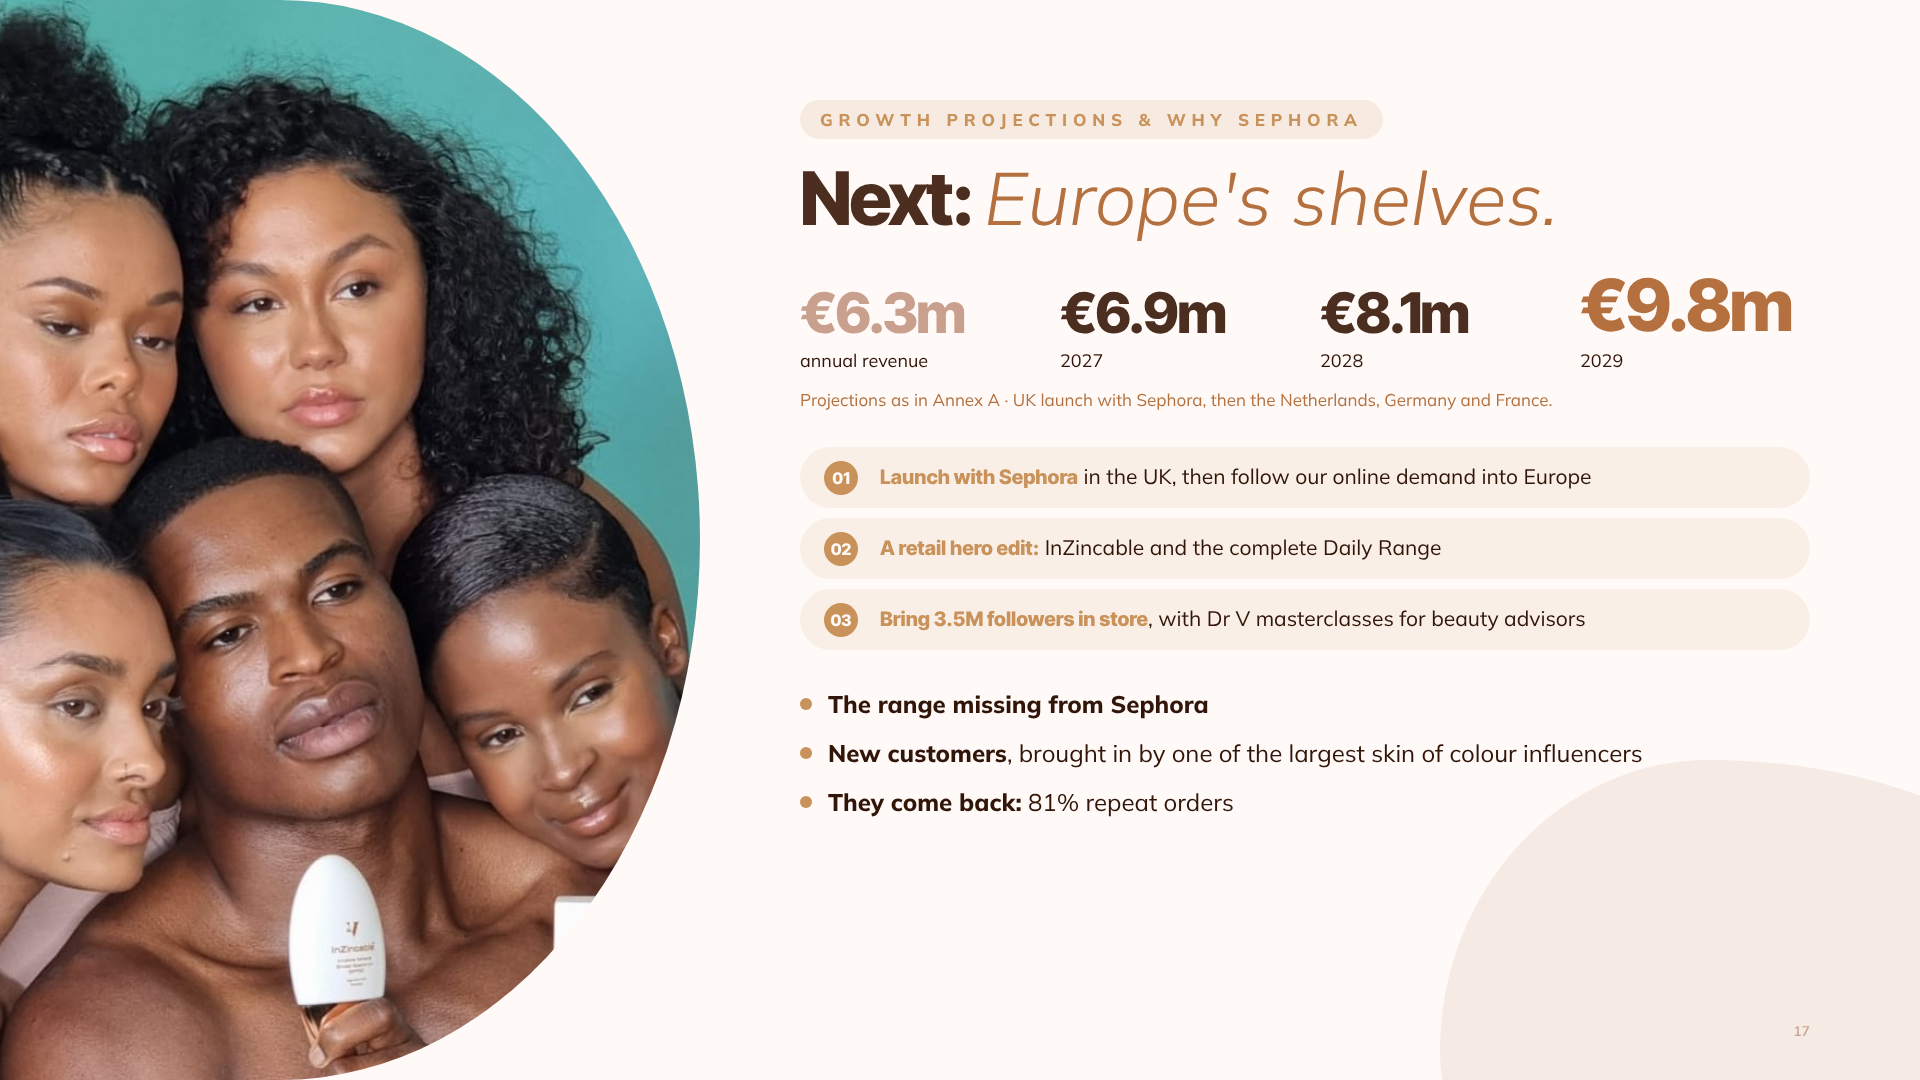 GROWTH PROJECTIONS & WHY SEPHORA
Next: Europe's shelves.
€6.3m
annual revenue
€6.9m
2027
€8.1m
2028
€9.8m
2029
Projections as in Annex A · UK launch with Sephora, then the Netherlands, Germany and France.
01 Launch with Sephora in the UK, then follow our online demand into Europe
02 A retail hero edit: InZincable and the complete Daily Range
03 Bring 3.5M followers in store, with Dr V masterclasses for beauty advisors
The range missing from Sephora
New customers, brought in by one of the largest skin of colour influencers
They come back: 81% repeat orders
InZincable
17